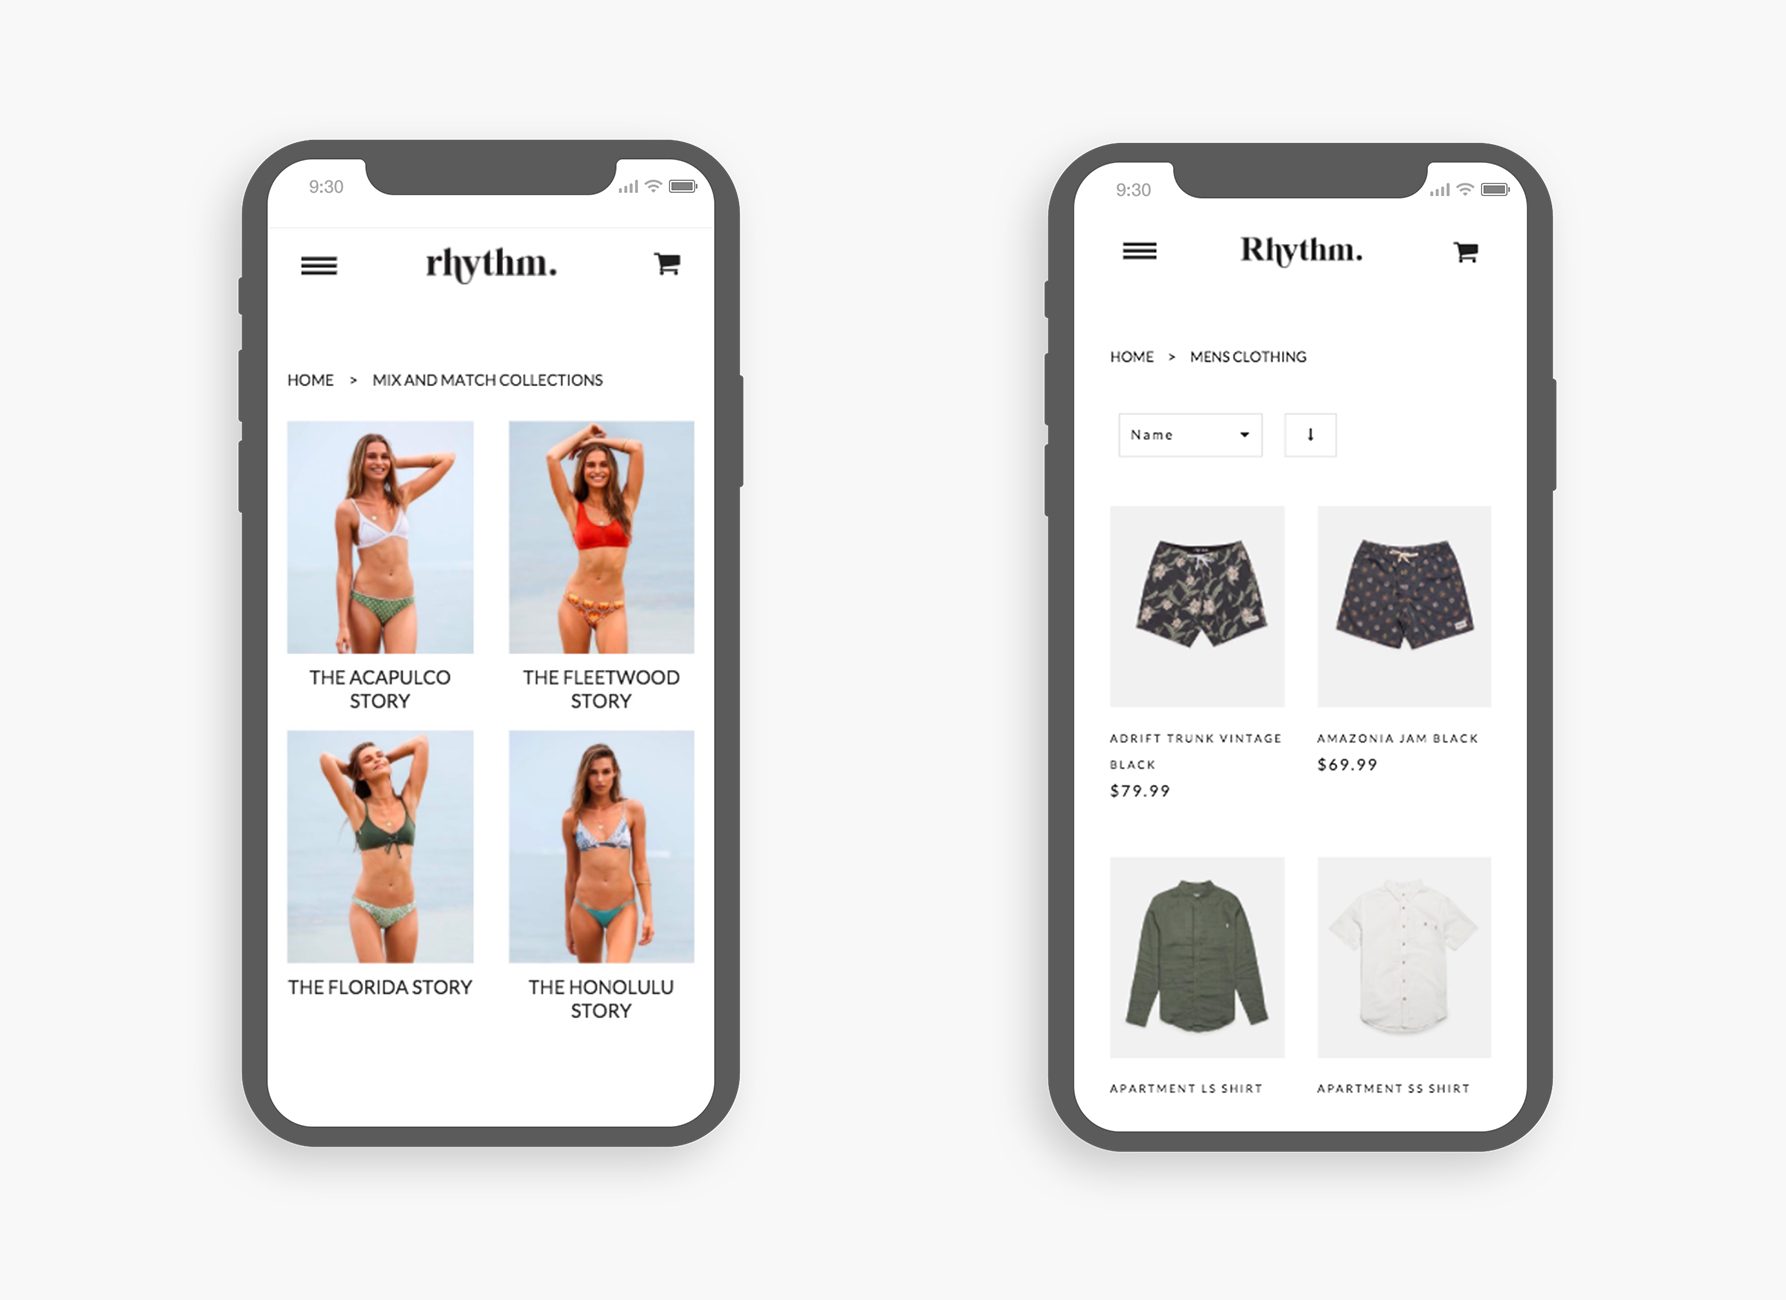 9:30
rhythm.
HOME > MIX AND MATCH COLLECTIONS
THE ACAPULCO
STORY
THE FLEETWOOD
STORY
THE FLORIDA STORY
THE HONOLULU
STORY
9:30
Rhythm.
HOME > MENS CLOTHING
Name
ADRIFT TRUNK VINTAGE
BLACK
$79.99
AMAZONIA JAM BLACK
$69.99
APARTMENT LS SHIRT
APARTMENT SS SHIRT